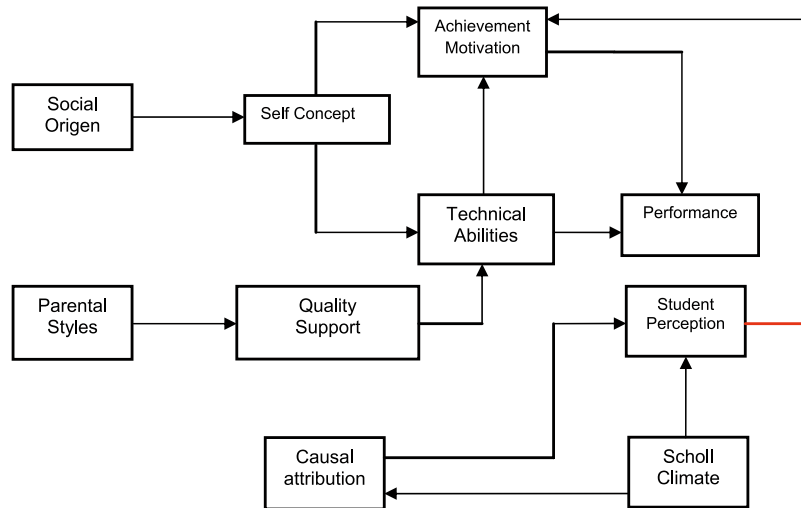 Achievement
Motivation
Social
Origen
Self Concept
Technical
Abilities
Performance
Parental
Styles
Quality
Support
Student
Perception
Causal
attribution
Scholl
Climate